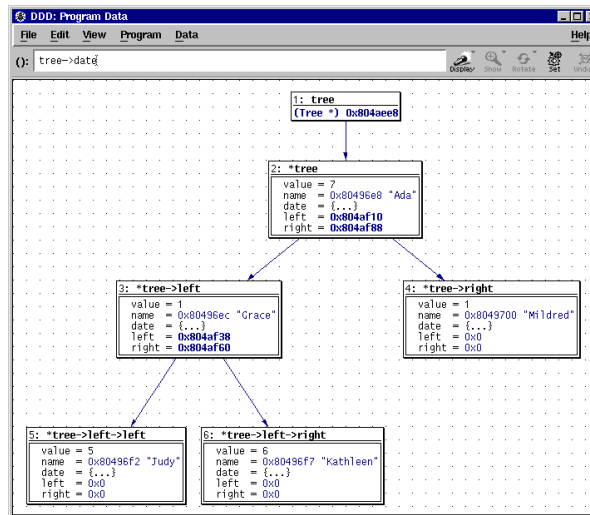 DDD: Program Data
File Edit View Program Data Help
(): tree->date
Display Show Rotate Set Undisp
1: tree
(Tree *) 0x804aee8
2: *tree
value = 7
name = 0x80496e8 "Ada"
date = {...}
left = 0x804af10
right = 0x804af88
3: *tree->left
value = 1
name = 0x80496ec "Grace"
date = {...}
left = 0x804af38
right = 0x804af60
4: *tree->right
value = 1
name = 0x8049700 "Mildred"
date = {...}
left = 0x0
right = 0x0
5: *tree->left->left
value = 5
name = 0x80496f2 "Judy"
date = {...}
left = 0x0
right = 0x0
6: *tree->left->right
value = 6
name = 0x80496f7 "Kathleen"
date = {...}
left = 0x0
right = 0x0